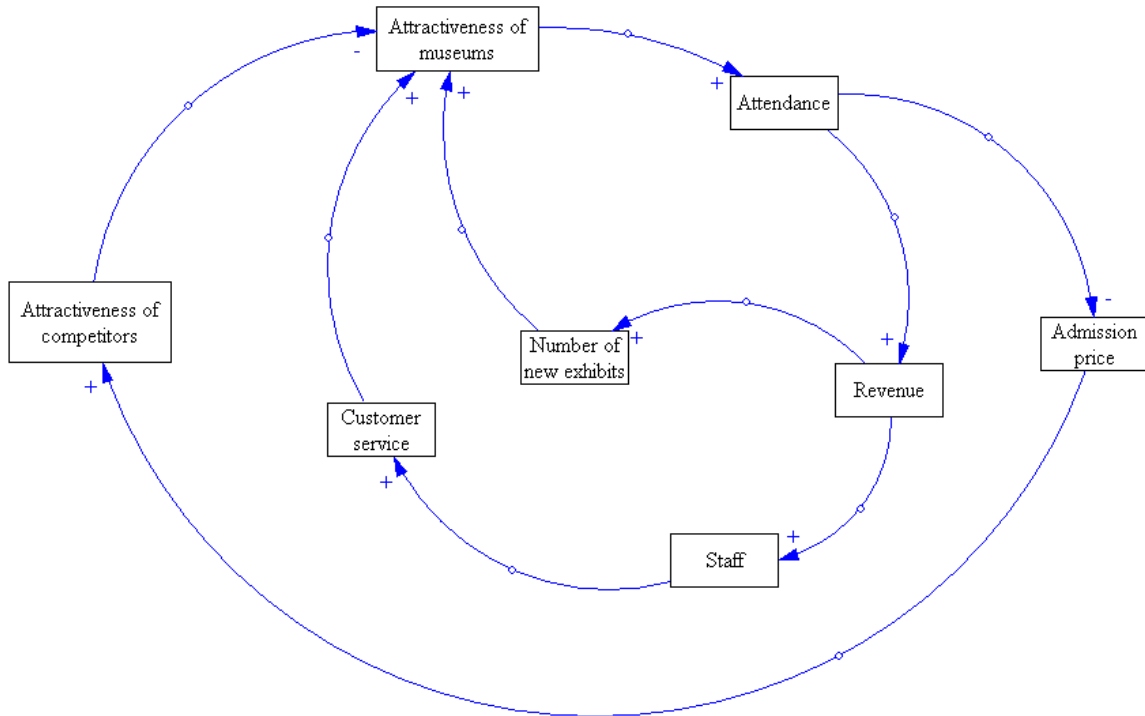 Attractiveness of
museums
-
+
+
+
Attendance
Attractiveness of
competitors
+
-
Admission
price
Number of
new exhibits
+
+
Revenue
Customer
service
+
+
Staff